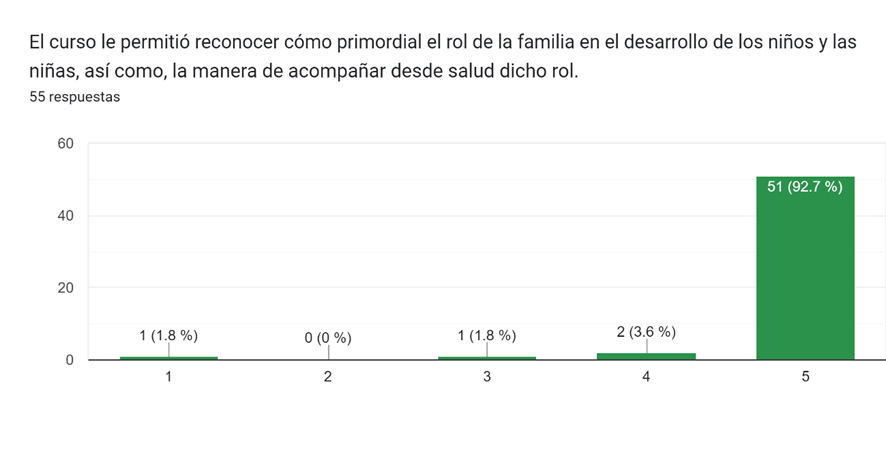 El curso le permitió reconocer cómo primordial el rol de la familia en el desarrollo de los niños y las
niñas, así como, la manera de acompañar desde salud dicho rol.
55 respuestas
60
51 (92.7 %)
40
20
1 (1.8 %) 0 (0 %) 1 (1.8 %) 2 (3.6 %)
0
1 2 3 4 5